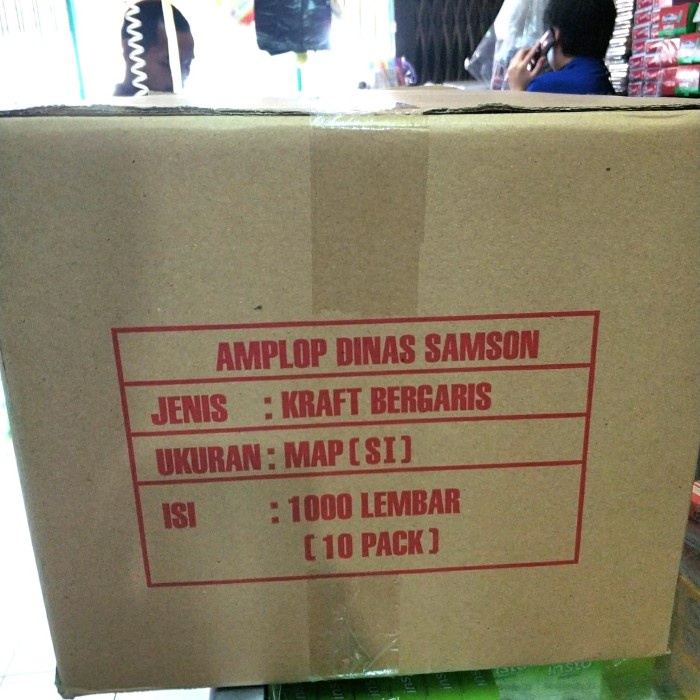 AMPLOP DINAS SAMSON
JENIS : KRAFT BERGARIS
UKURAN : MAP (SI)
ISI : 1000 LEMBAR
(10 PACK)